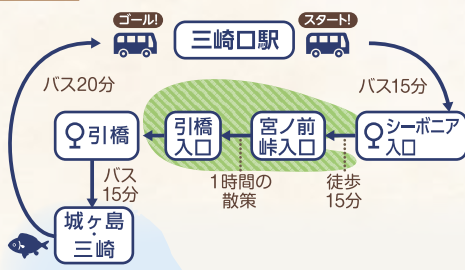 ゴール!
三崎口駅
スタート!
バス20分
バス15分
引橋
引橋
入口
宮ノ前
峠入口
シーボニア
入口
バス
15分
1時間の
散策
徒歩
15分
城ヶ島
・
三崎